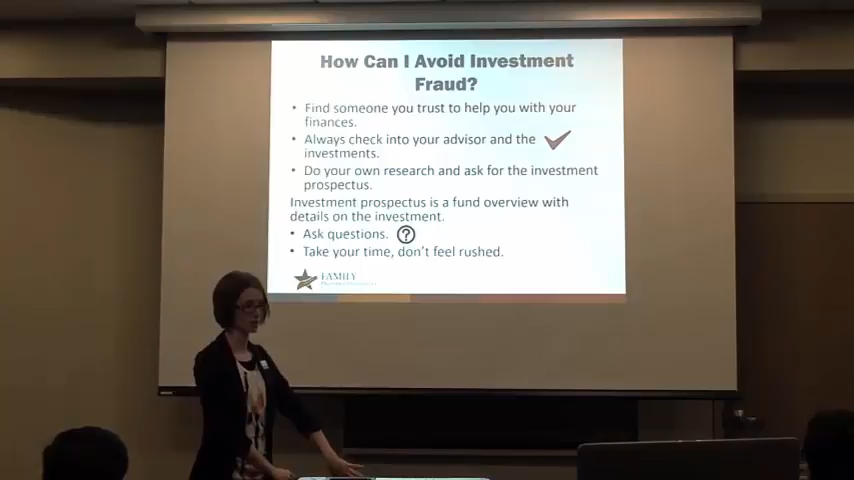 How Can I Avoid Investment
Fraud?
• Find someone you trust to help you with your
finances.
• Always check into your advisor and the
investments.
• Do your own research and ask for the investment
prospectus.
Investment prospectus is a fund overview with
details on the investment.
• Ask questions. ?
• Take your time, don't feel rushed.
FAMILY